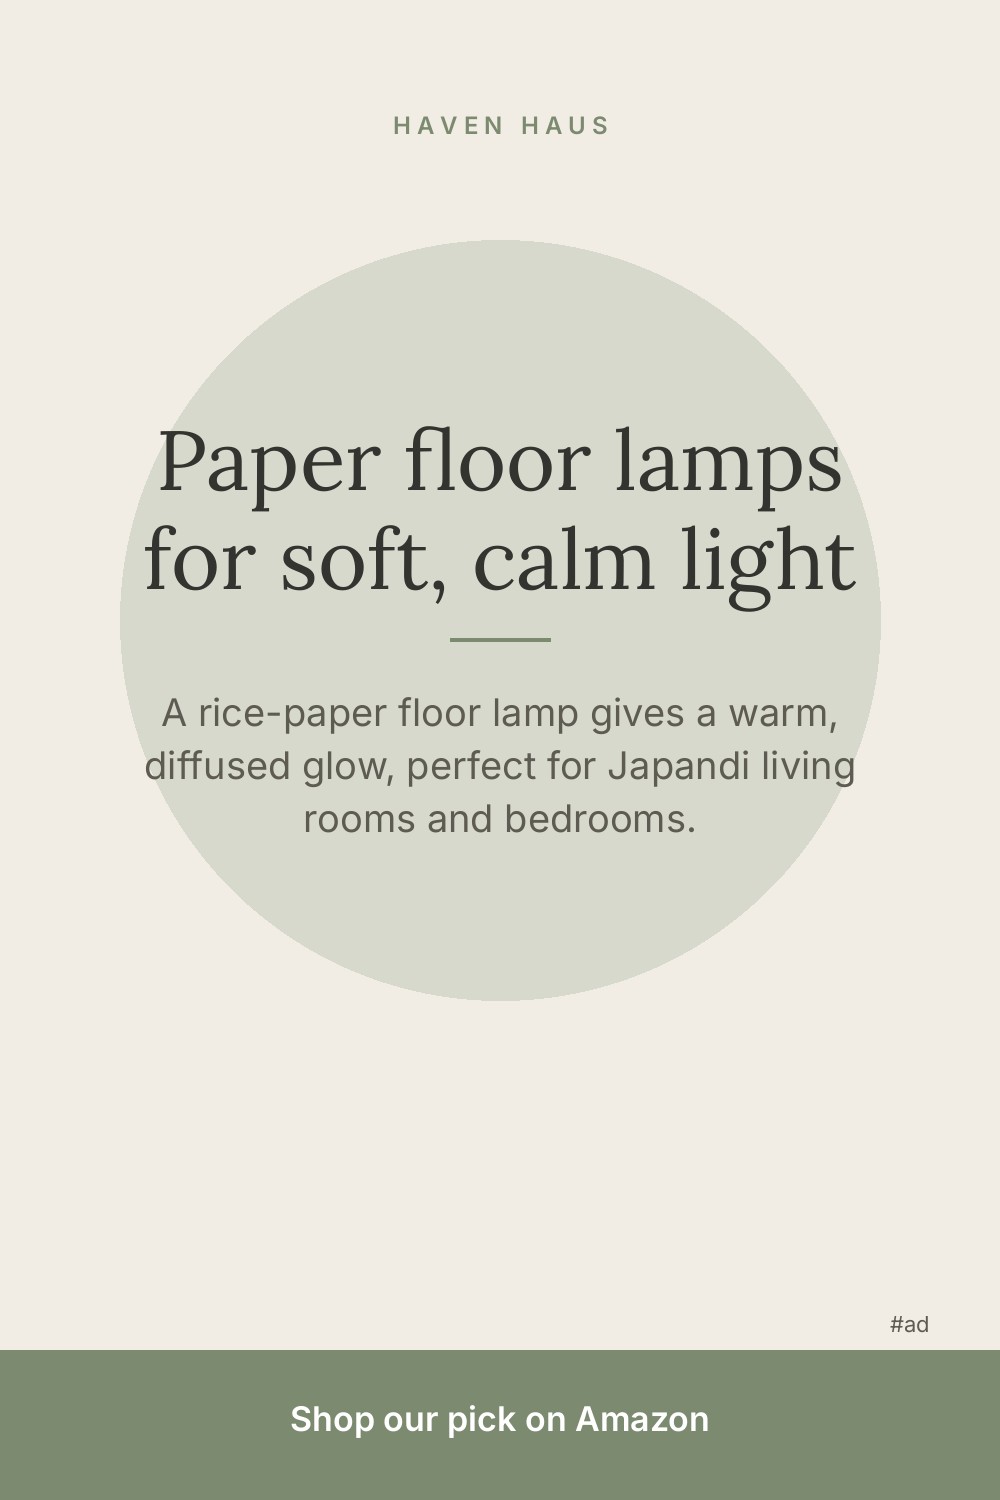 HAVEN HAUS
Paper floor lamps
for soft, calm light
A rice-paper floor lamp gives a warm,
diffused glow, perfect for Japandi living
rooms and bedrooms.
#ad
Shop our pick on Amazon